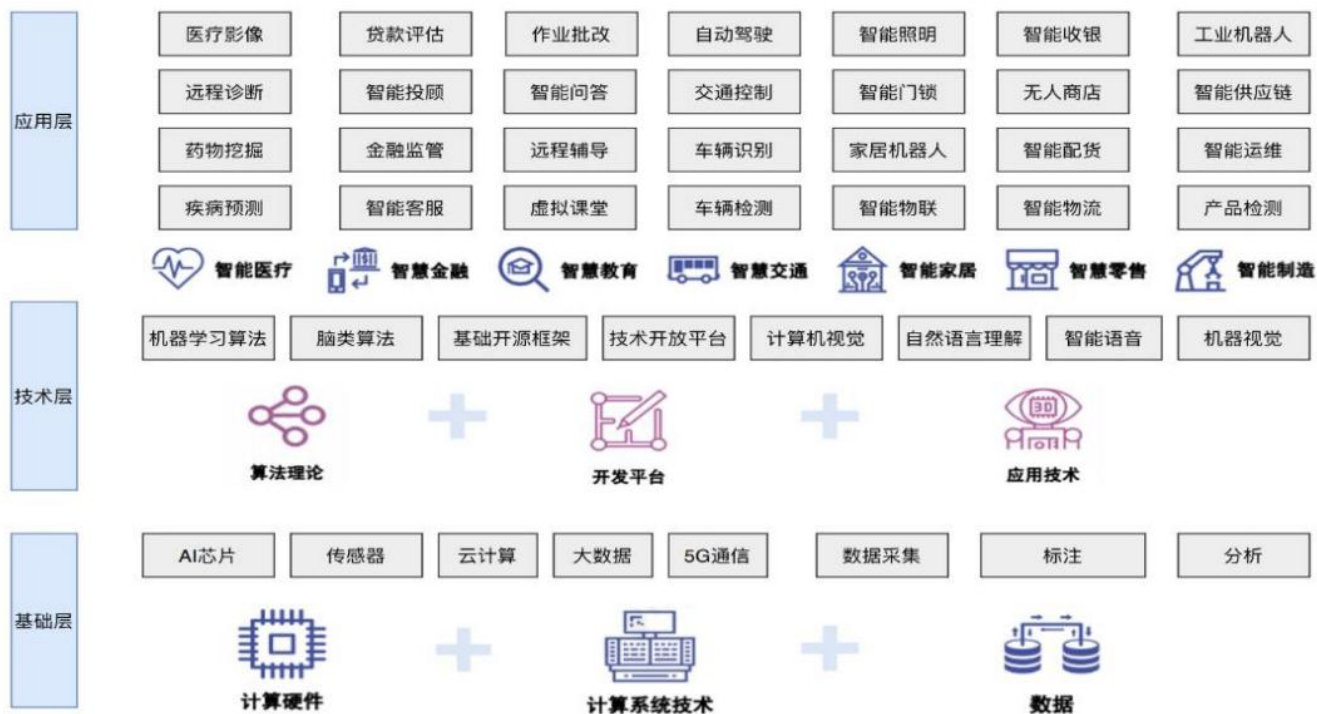 应用层
医疗影像 贷款评估 作业批改 自动驾驶 智能照明 智能收银 工业机器人
远程诊断 智能投顾 智能问答 交通控制 智能门锁 无人商店 智能供应链
药物挖掘 金融监管 远程辅导 车辆识别 家居机器人 智能配货 智能运维
疾病预测 智能客服 虚拟课堂 车辆检测 智能物联 智能物流 产品检测
智能医疗 智慧金融 智慧教育 智慧交通 智能家居 智慧零售 智能制造
技术层
机器学习算法 脑类算法 基础开源框架 技术开放平台 计算机视觉 自然语言理解 智能语音 机器视觉
3D
算法理论 开发平台 应用技术
基础层
AI芯片 传感器 云计算 大数据 5G通信 数据采集 标注 分析
计算硬件 计算系统技术 数据